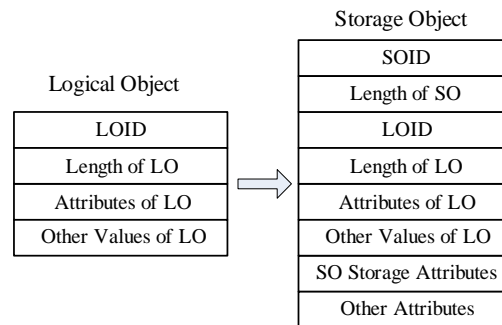 Logical Object
LOID
Length of LO
Attributes of LO
Other Values of LO
Storage Object
SOID
Length of SO
LOID
Length of LO
Attributes of LO
Other Values of LO
SO Storage Attributes
Other Attributes